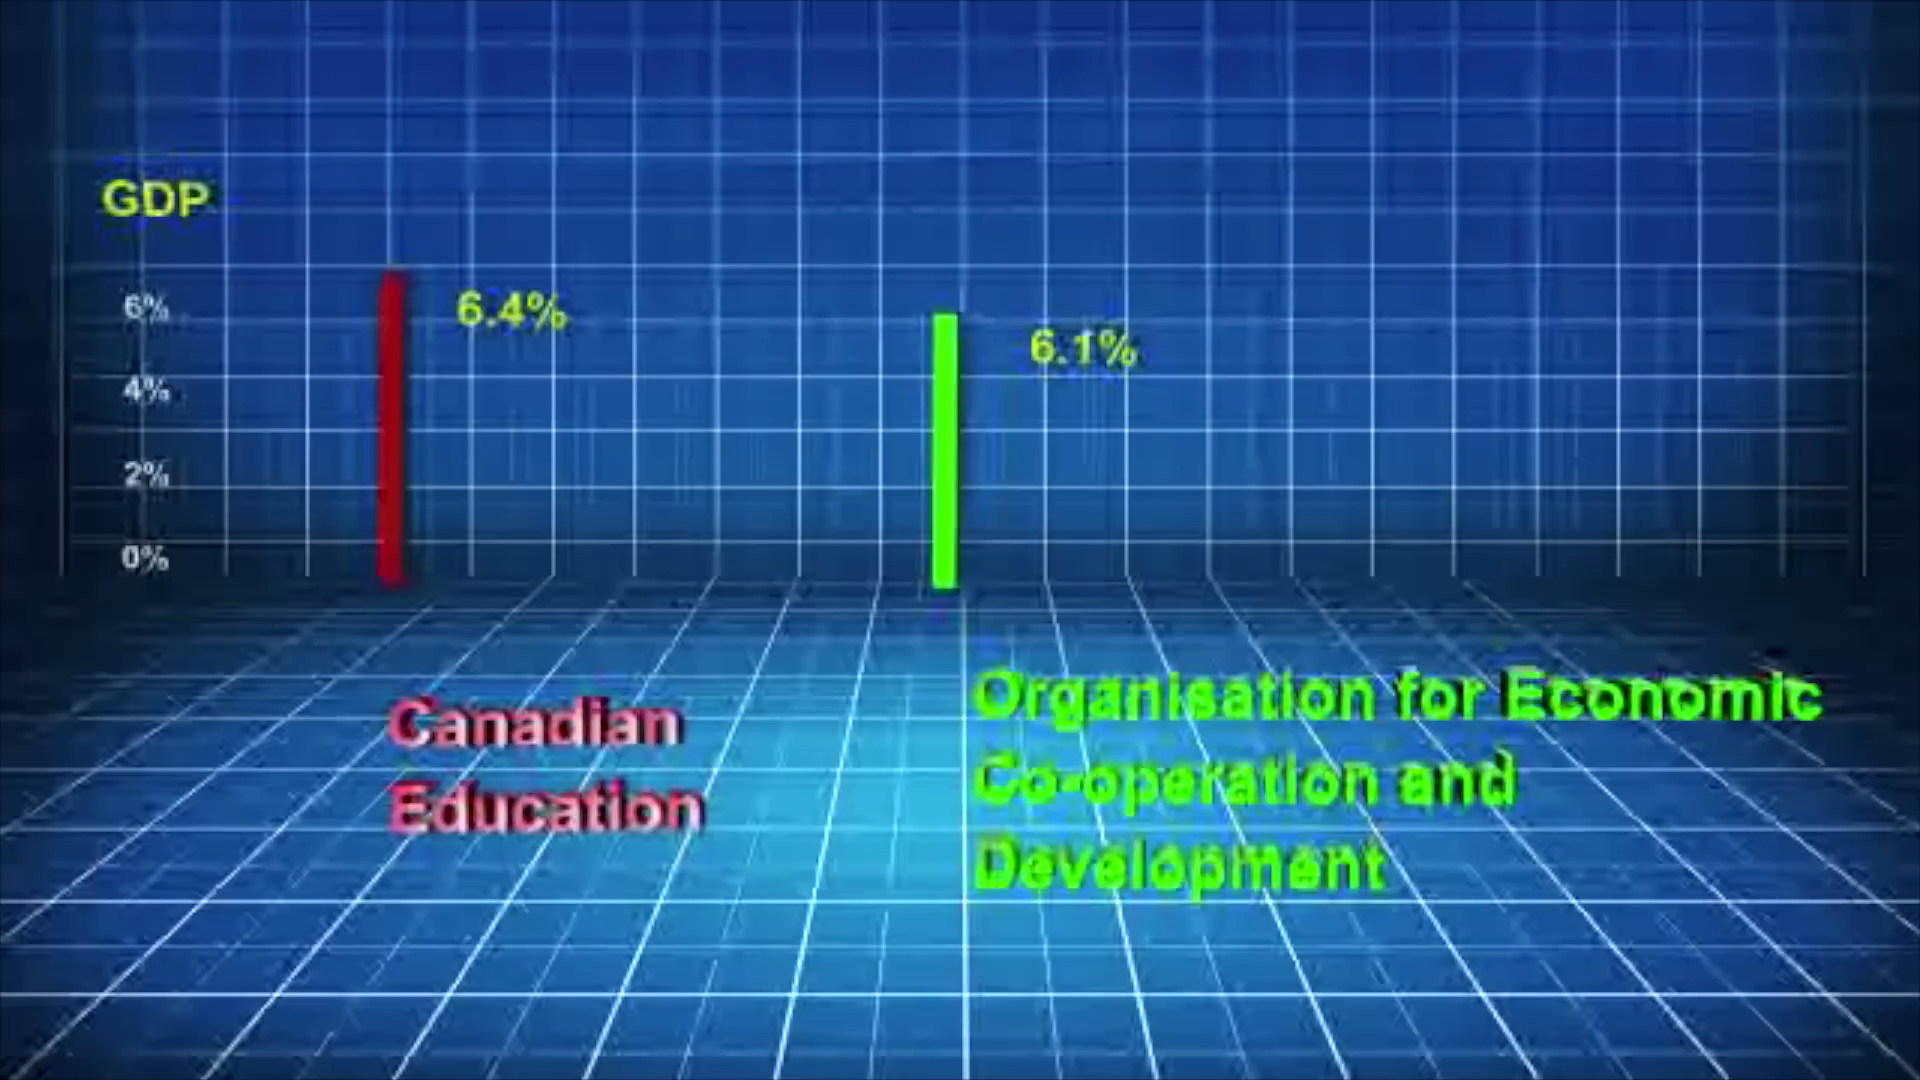 GDP
6%
6.4%
6.1%
4%
2%
0%
Canadian
Education
Organisation for Economic
Co-operation and
Development